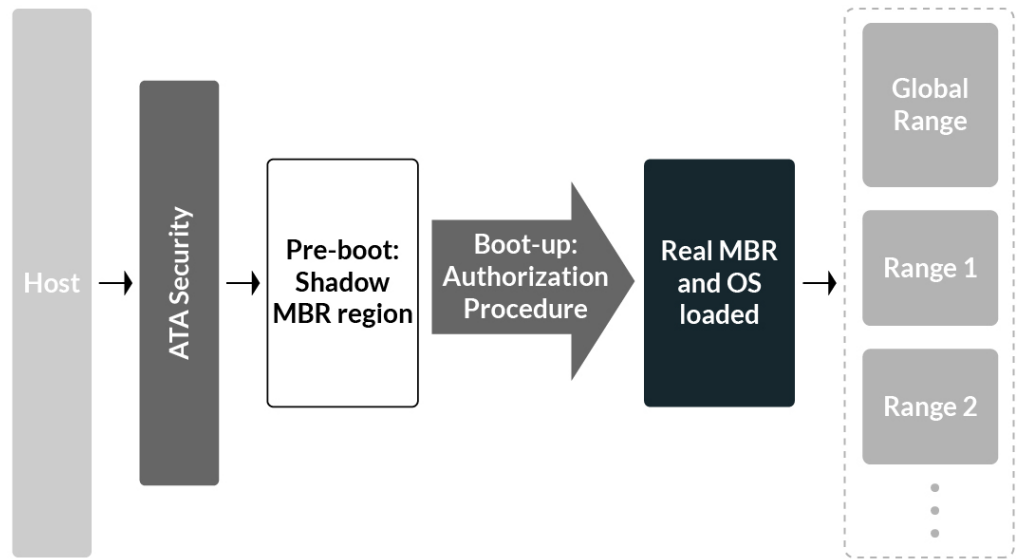 Host
ATA Security
Pre-boot:
Shadow
MBR region
Boot-up:
Authorization
Procedure
Real MBR
and OS
loaded
Global
Range
Range 1
Range 2